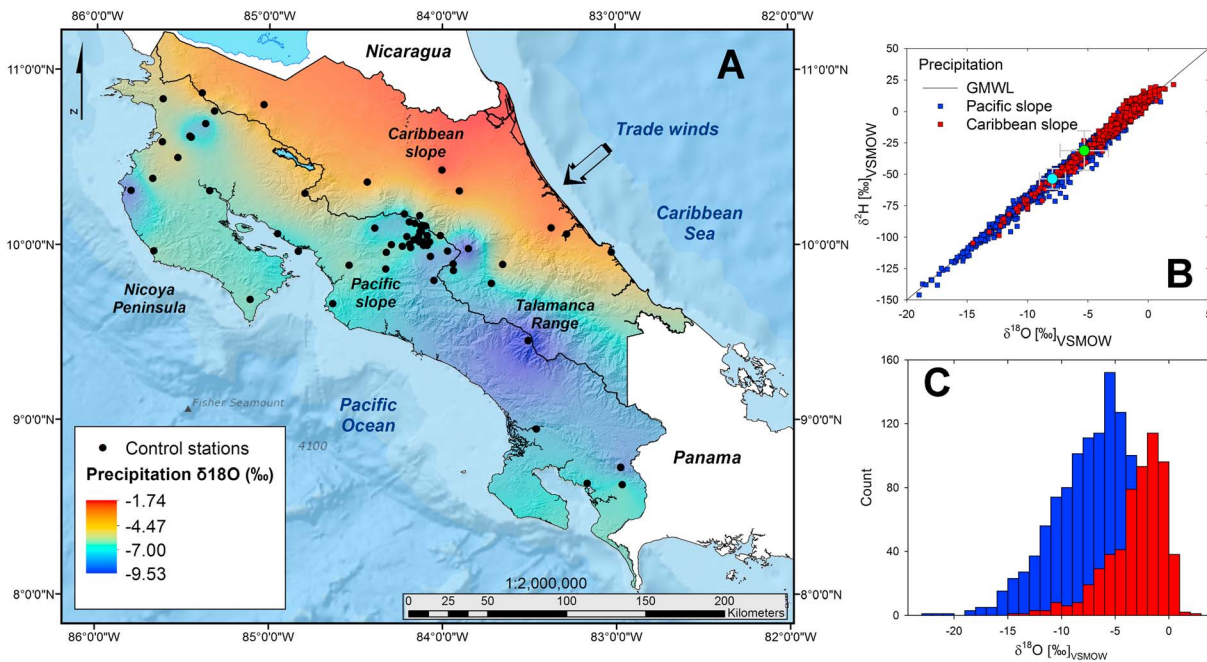 86°0'0"W
85°0'0"W
84°0'0"W
83°0'0"W
82°0'0"W
11°0'0"N
10°0'0"N
9°0'0"N
8°0'0"N
A
N
Nicaragua
Caribbean
slope
Trade winds
Caribbean
Sea
Nicoya
Peninsula
Pacific
slope
Talamanca
Range
Fisher Seamount
4100
Pacific
Ocean
Panama
Control stations
Precipitation δ18O (‰)
-1.74
-4.47
-7.00
-9.53
1:2,000,000
0 25 50 100 150 200
Kilometers
11°0'0"N
10°0'0"N
9°0'0"N
8°0'0"N
86°0'0"W
85°0'0"W
84°0'0"W
83°0'0"W
82°0'0"W
B
Precipitation
GMWL
Pacific slope
Caribbean slope
δ²H [‰]VSMOW
50
25
0
-25
-50
-75
-100
-125
-150
-20 -15 -10 -5 0 5
δ¹⁸O [‰]VSMOW
C
Count
160
120
80
40
0
-20 -15 -10 -5 0
δ¹⁸O [‰]VSMOW